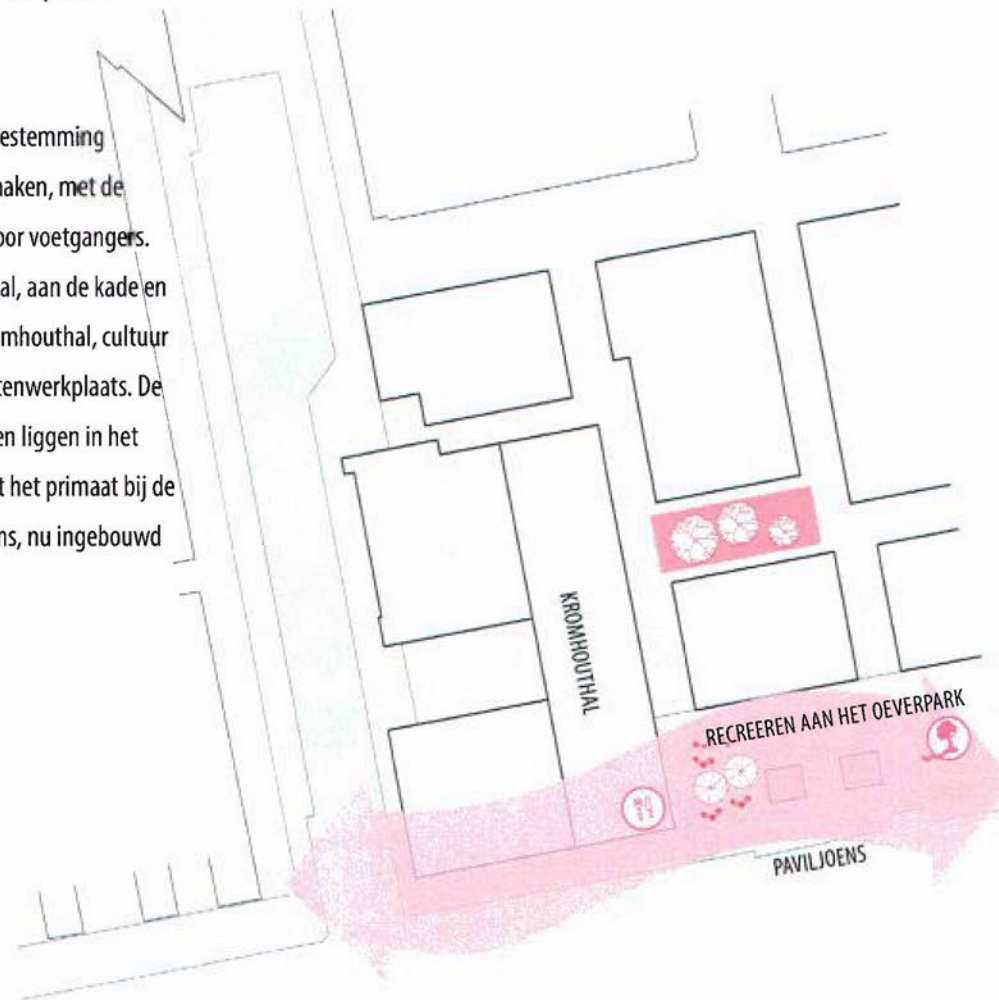 estemming
naken, met de
oor voetgangers.
al, aan de kade en
mhouthal, cultuur
tenwerkplaats. De
en liggen in het
t het primaat bij de
ns, nu ingebouwd
KROMHOUTHAL
RECREEREN AAN HET OEVERPARK
PAVILJOENS